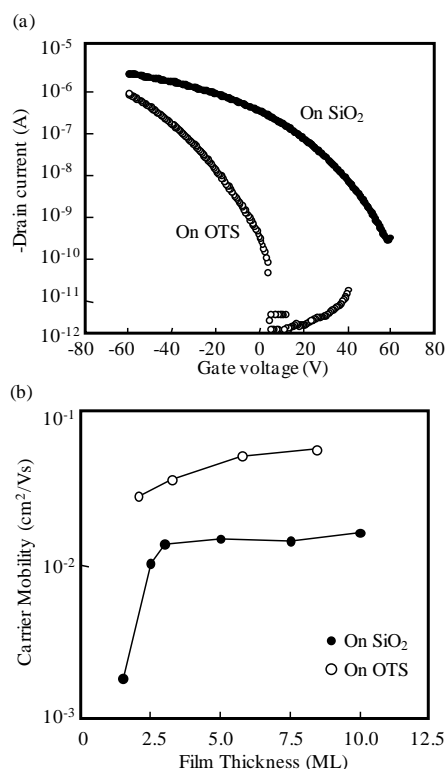 (a)
10⁻⁵
10⁻⁶
10⁻⁷
10⁻⁸
10⁻⁹
10⁻¹⁰
10⁻¹¹
10⁻¹²
-Drain current (A)
On SiO₂
On OTS
-80 -60 -40 -20 0 20 40 60 80
Gate voltage (V)
(b)
10⁻¹
10⁻²
10⁻³
Carrier Mobility (cm²/Vs)
On SiO₂
On OTS
0 2.5 5.0 7.5 10.0 12.5
Film Thickness (ML)